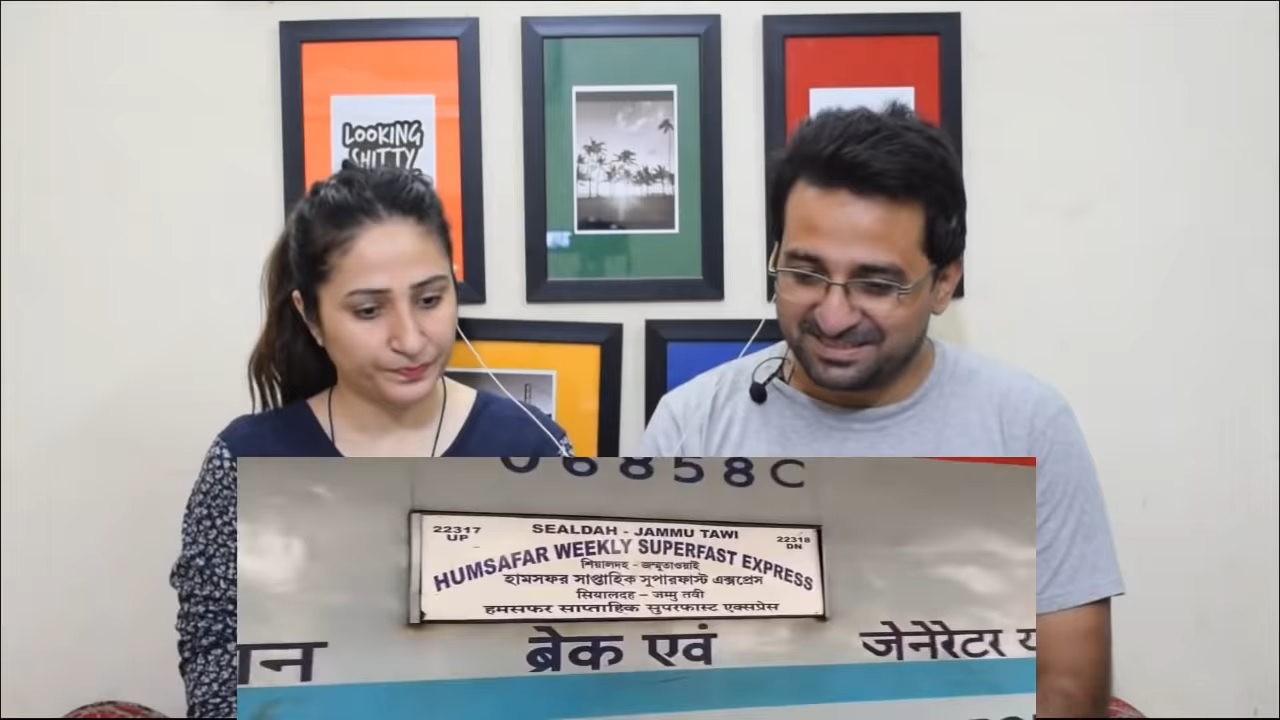 LOOKING
SHITTY
06858C
22317
UP
SEALDAH - JAMMU TAWI
22318
DN
HUMSAFAR WEEKLY SUPERFAST EXPRESS
শিয়ালদহ - জম্মুতাওয়াই
হামসফর সাপ্তাহিক সুপারফাস্ট এক্সপ্রেস
सियालदह – जम्मु तवी
हमसफर साप्ताहिक सुपरफास्ट एक्सप्रेस
ब्रेक एवं
जेनेरेटर